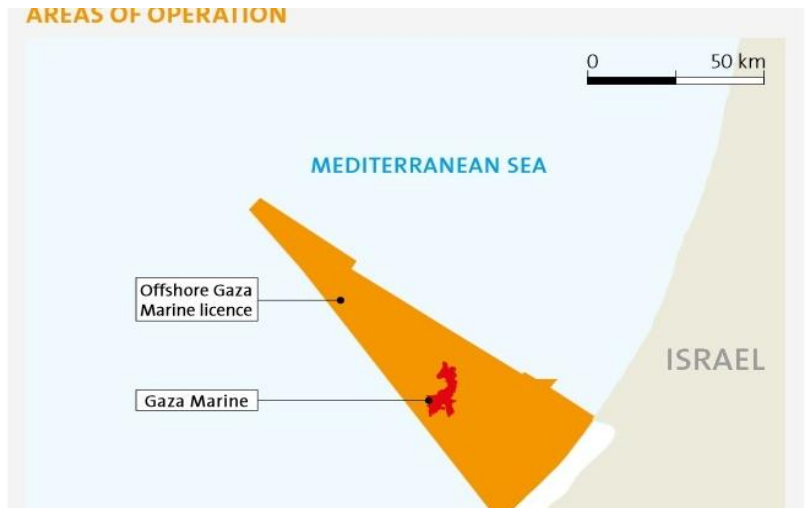 AREAS OF OPERATION
0 50 km
MEDITERRANEAN SEA
Offshore Gaza
Marine licence
ISRAEL
Gaza Marine